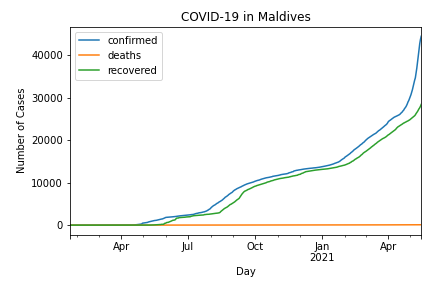 COVID-19 in Maldives
confirmed
deaths
recovered
40000
30000
20000
10000
0
Number of Cases
Apr Jul Oct Jan Apr
2021
Day